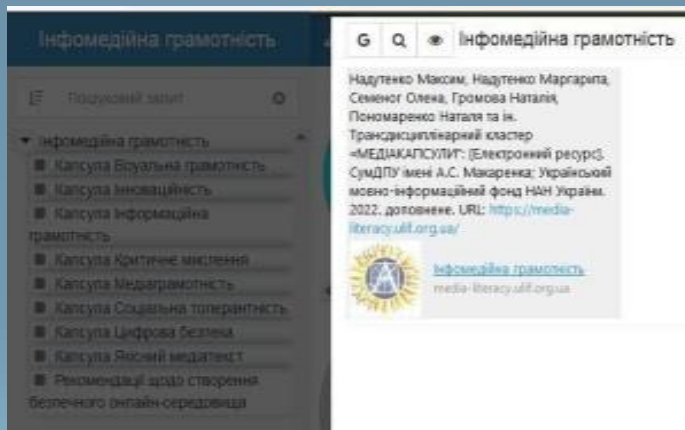 Інфомедійна грамотність
Пошуковий запит
Інфомедійна грамотність
Капсула Візуальна грамотність
Капсула Інноваційність
Капсула Інформаційна
грамотність
Капсула Критичне мислення
Капсула Медіаграмотність
Капсула Соціальна толерантність
Капсула Цифрова безпека
Капсула Якісний медіатекст
Рекомендації щодо створення
безпечного онлайн-середовища
G Інфомедійна грамотність
Надутенко Максим, Надутенко Маргарита,
Семеног Олена, Громова Наталія,
Пономаренко Наталя та ін.
Трансдисциплінарний кластер
«МЕДІАКАПСУЛИ": [Електронний ресурс].
СумДПУ імені А.С. Макаренка; Український
мовно-інформаційний фонд НАН України.
2022. доповнене. URL: https://media-
literacy.ulif.org.ua/
Інфомедійна грамотність
media-literacy.ulif.org.ua